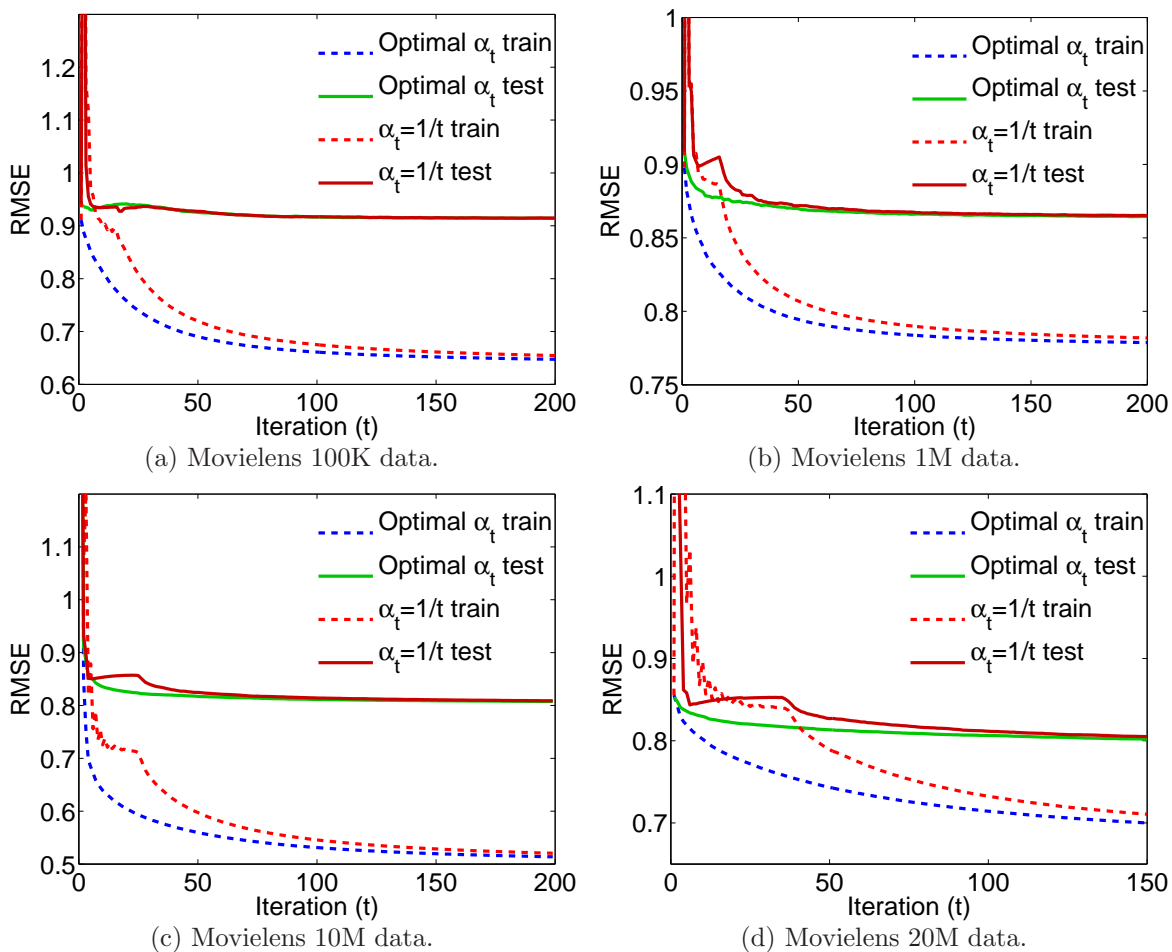 1.2
1.1
1
0.9
0.8
0.7
0.6
RMSE
0
50
100
150
200
Iteration (t)
Optimal α_t train
Optimal α_t test
α_t=1/t train
α_t=1/t test
(a) Movielens 100K data.
1
0.95
0.9
0.85
0.8
0.75
RMSE
0
50
100
150
200
Iteration (t)
Optimal α_t train
Optimal α_t test
α_t=1/t train
α_t=1/t test
(b) Movielens 1M data.
1.1
1
0.9
0.8
0.7
0.6
0.5
RMSE
0
50
100
150
200
Iteration (t)
Optimal α_t train
Optimal α_t test
α_t=1/t train
α_t=1/t test
(c) Movielens 10M data.
1.1
1
0.9
0.8
0.7
RMSE
0
50
100
150
Iteration (t)
Optimal α_t train
Optimal α_t test
α_t=1/t train
α_t=1/t test
(d) Movielens 20M data.